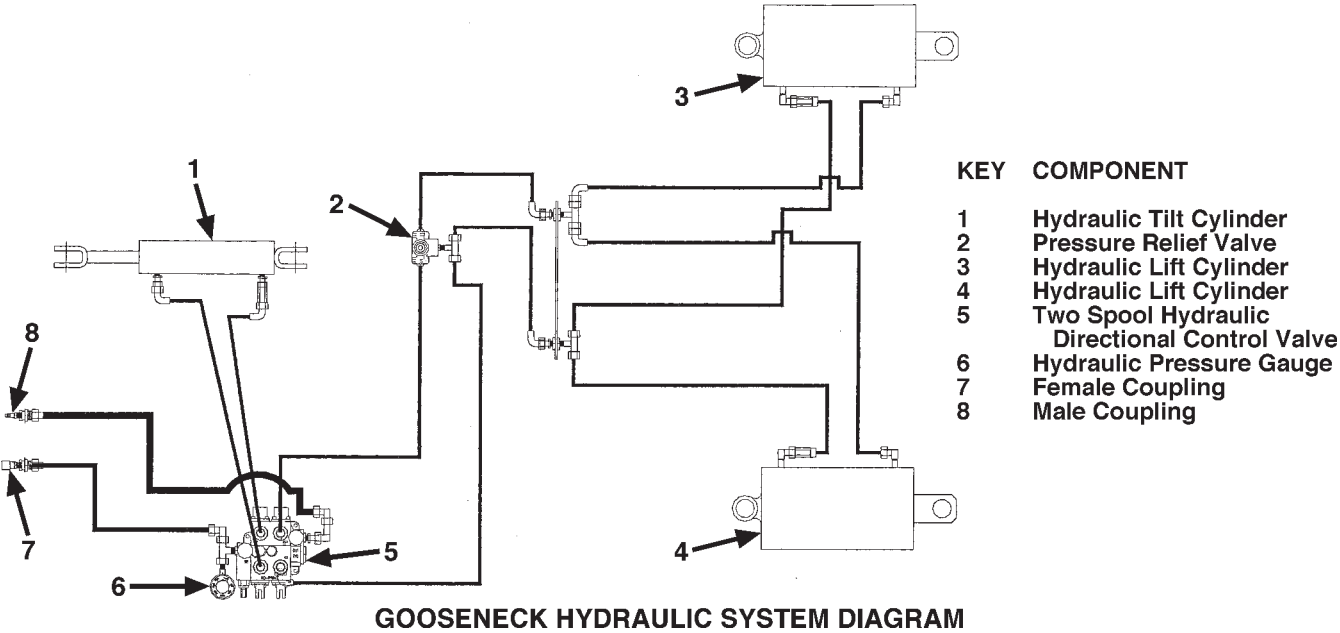 3
1
KEY COMPONENT
2
1 Hydraulic Tilt Cylinder
2 Pressure Relief Valve
3 Hydraulic Lift Cylinder
4 Hydraulic Lift Cylinder
5 Two Spool Hydraulic
Directional Control Valve
6 Hydraulic Pressure Gauge
7 Female Coupling
8 Male Coupling
8
7
5
4
6
GOOSENECK HYDRAULIC SYSTEM DIAGRAM